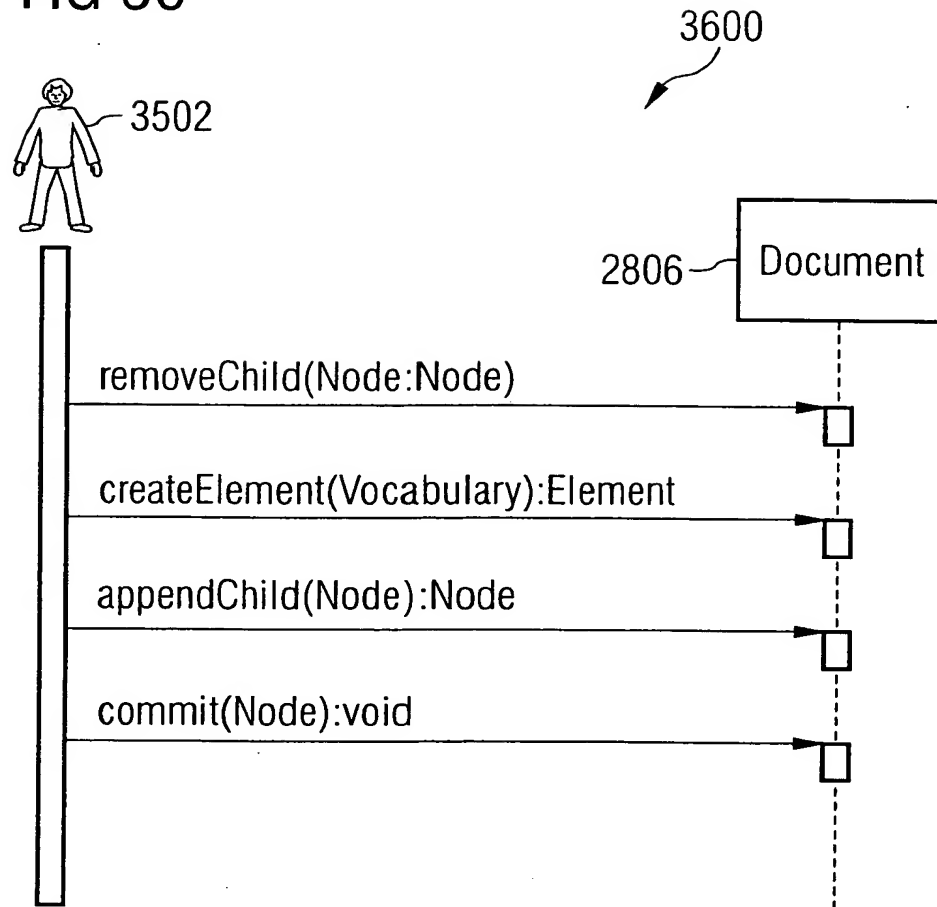 3600
3502
2806
Document
removeChild(Node:Node)
createElement(Vocabulary):Element
appendChild(Node):Node
commit(Node):void